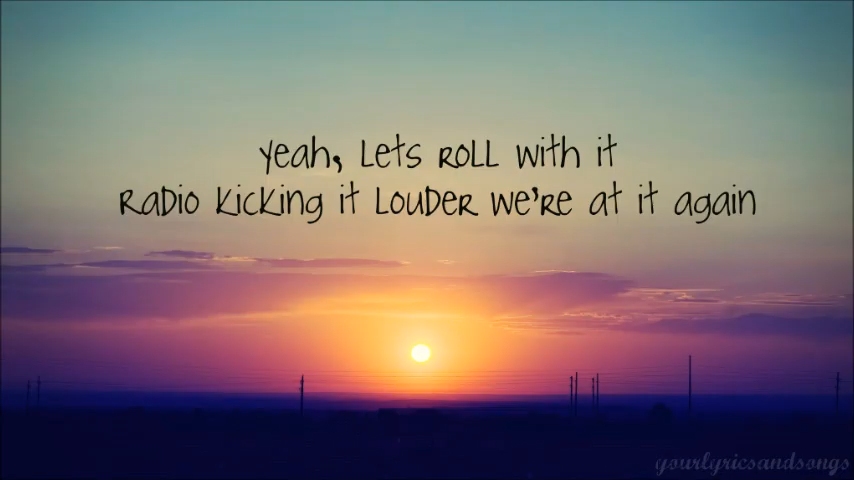 Yeah, Lets ROLL with it
Radio kicking it louder we're at it again
yourlyricsandsongs